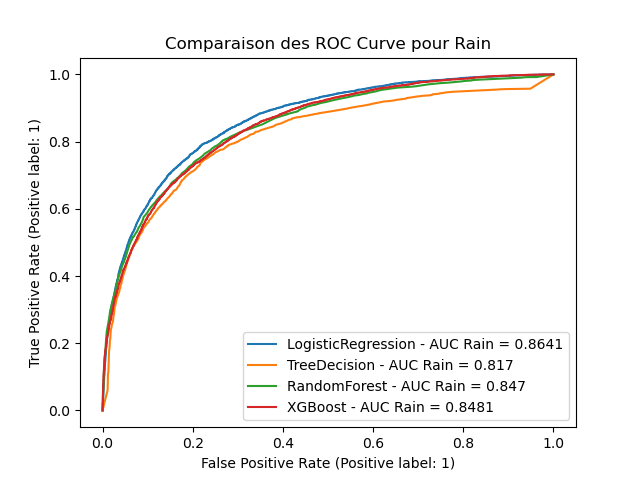 Comparaison des ROC Curve pour Rain
True Positive Rate (Positive label: 1)
1.0
0.8
0.6
0.4
0.2
0.0
LogisticRegression - AUC Rain = 0.8641
TreeDecision - AUC Rain = 0.817
RandomForest - AUC Rain = 0.847
XGBoost - AUC Rain = 0.8481
0.0 0.2 0.4 0.6 0.8 1.0
False Positive Rate (Positive label: 1)